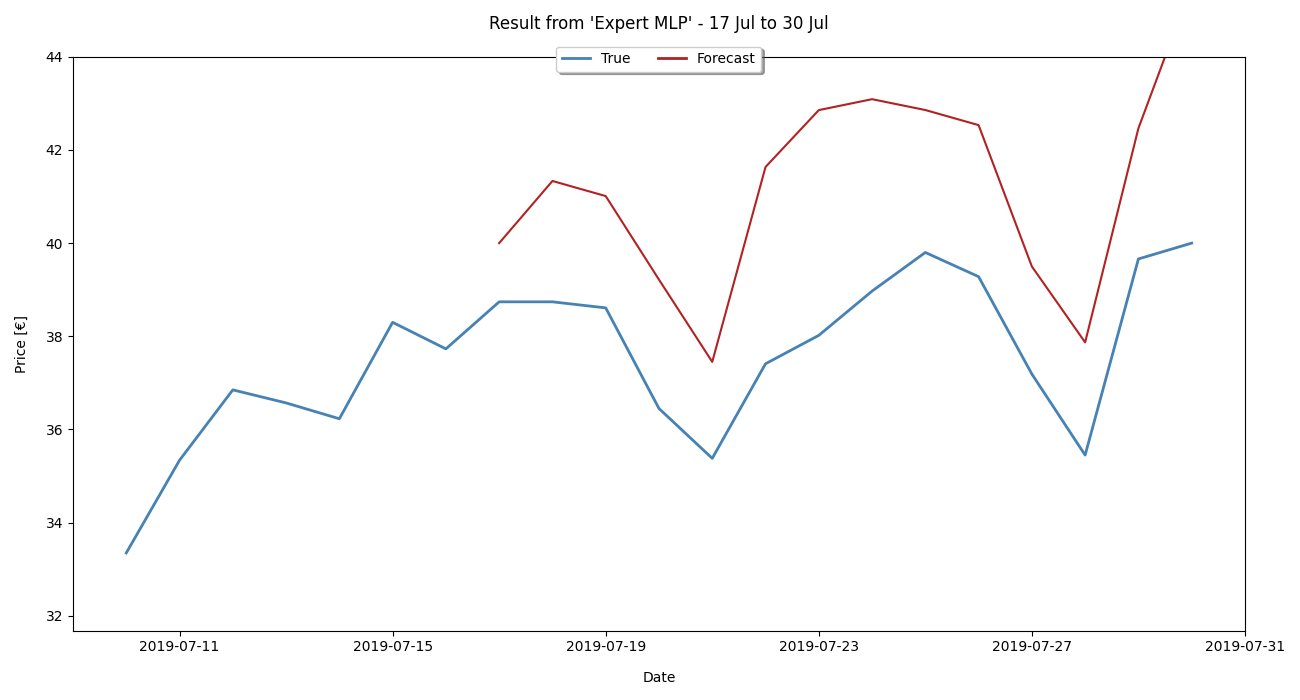 Result from 'Expert MLP' - 17 Jul to 30 Jul
True Forecast
44
42
40
38
36
34
32
Price [€]
2019-07-11 2019-07-15 2019-07-19 2019-07-23 2019-07-27 2019-07-31
Date